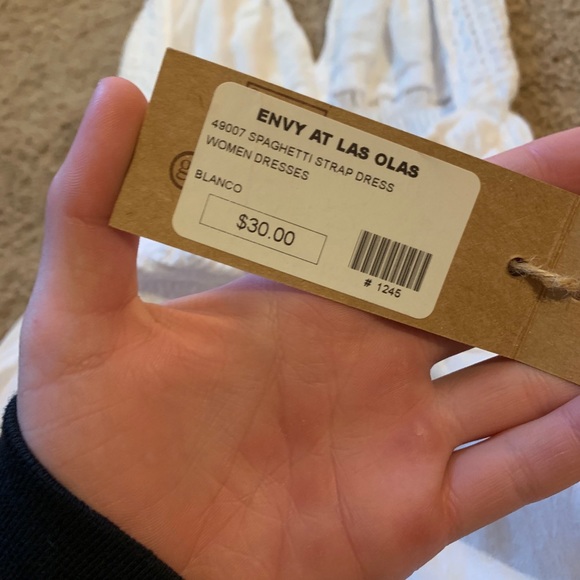 ENVY AT LAS OLAS
49007 SPAGHETTI STRAP DRESS
WOMEN DRESSES
BLANCO
$30.00
# 1245